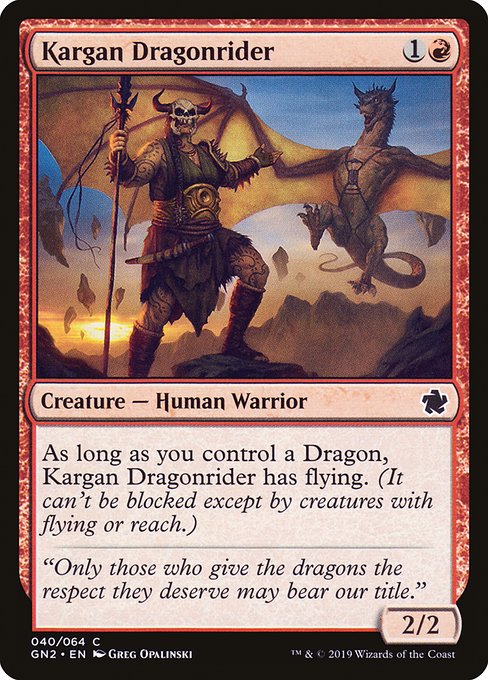 Kargan Dragonrider 1
Creature — Human Warrior
As long as you control a Dragon,
Kargan Dragonrider has flying. (It
can't be blocked except by creatures with
flying or reach.)
“Only those who give the dragons the
respect they deserve may bear our title.”
2/2
040/064 C
GN2 • EN Greg Opalinski ™ & © 2019 Wizards of the Coast